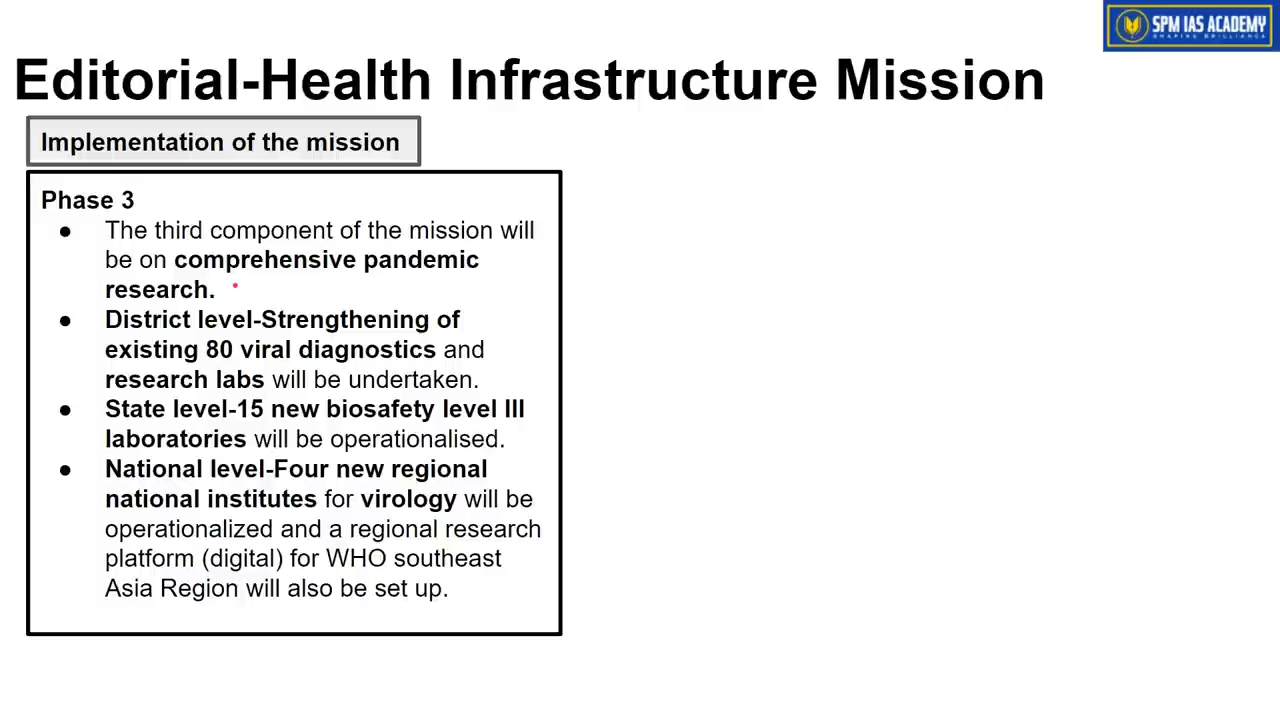 SPM IAS ACADEMY
SHAPING BRILLIANCE
Editorial-Health Infrastructure Mission
Implementation of the mission
Phase 3
● The third component of the mission will
be on comprehensive pandemic
research.
● District level-Strengthening of
existing 80 viral diagnostics and
research labs will be undertaken.
● State level-15 new biosafety level III
laboratories will be operationalised.
● National level-Four new regional
national institutes for virology will be
operationalized and a regional research
platform (digital) for WHO southeast
Asia Region will also be set up.